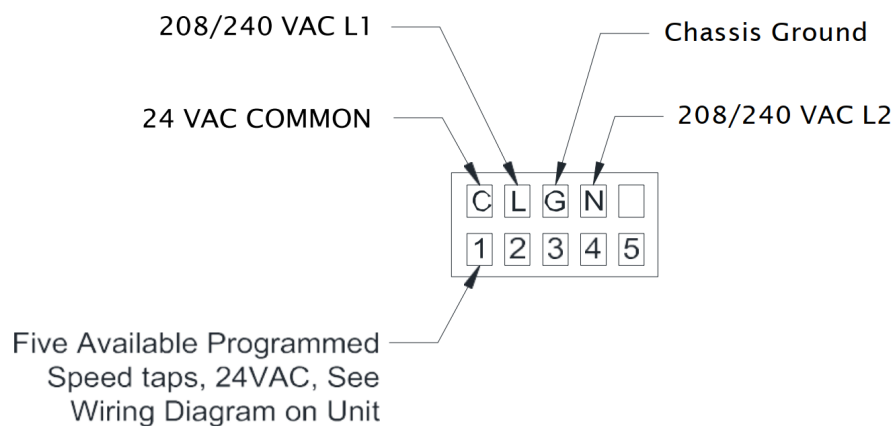 208/240 VAC L1
Chassis Ground
24 VAC COMMON
208/240 VAC L2
C L G N
1 2 3 4 5
Five Available Programmed
Speed taps, 24VAC, See
Wiring Diagram on Unit